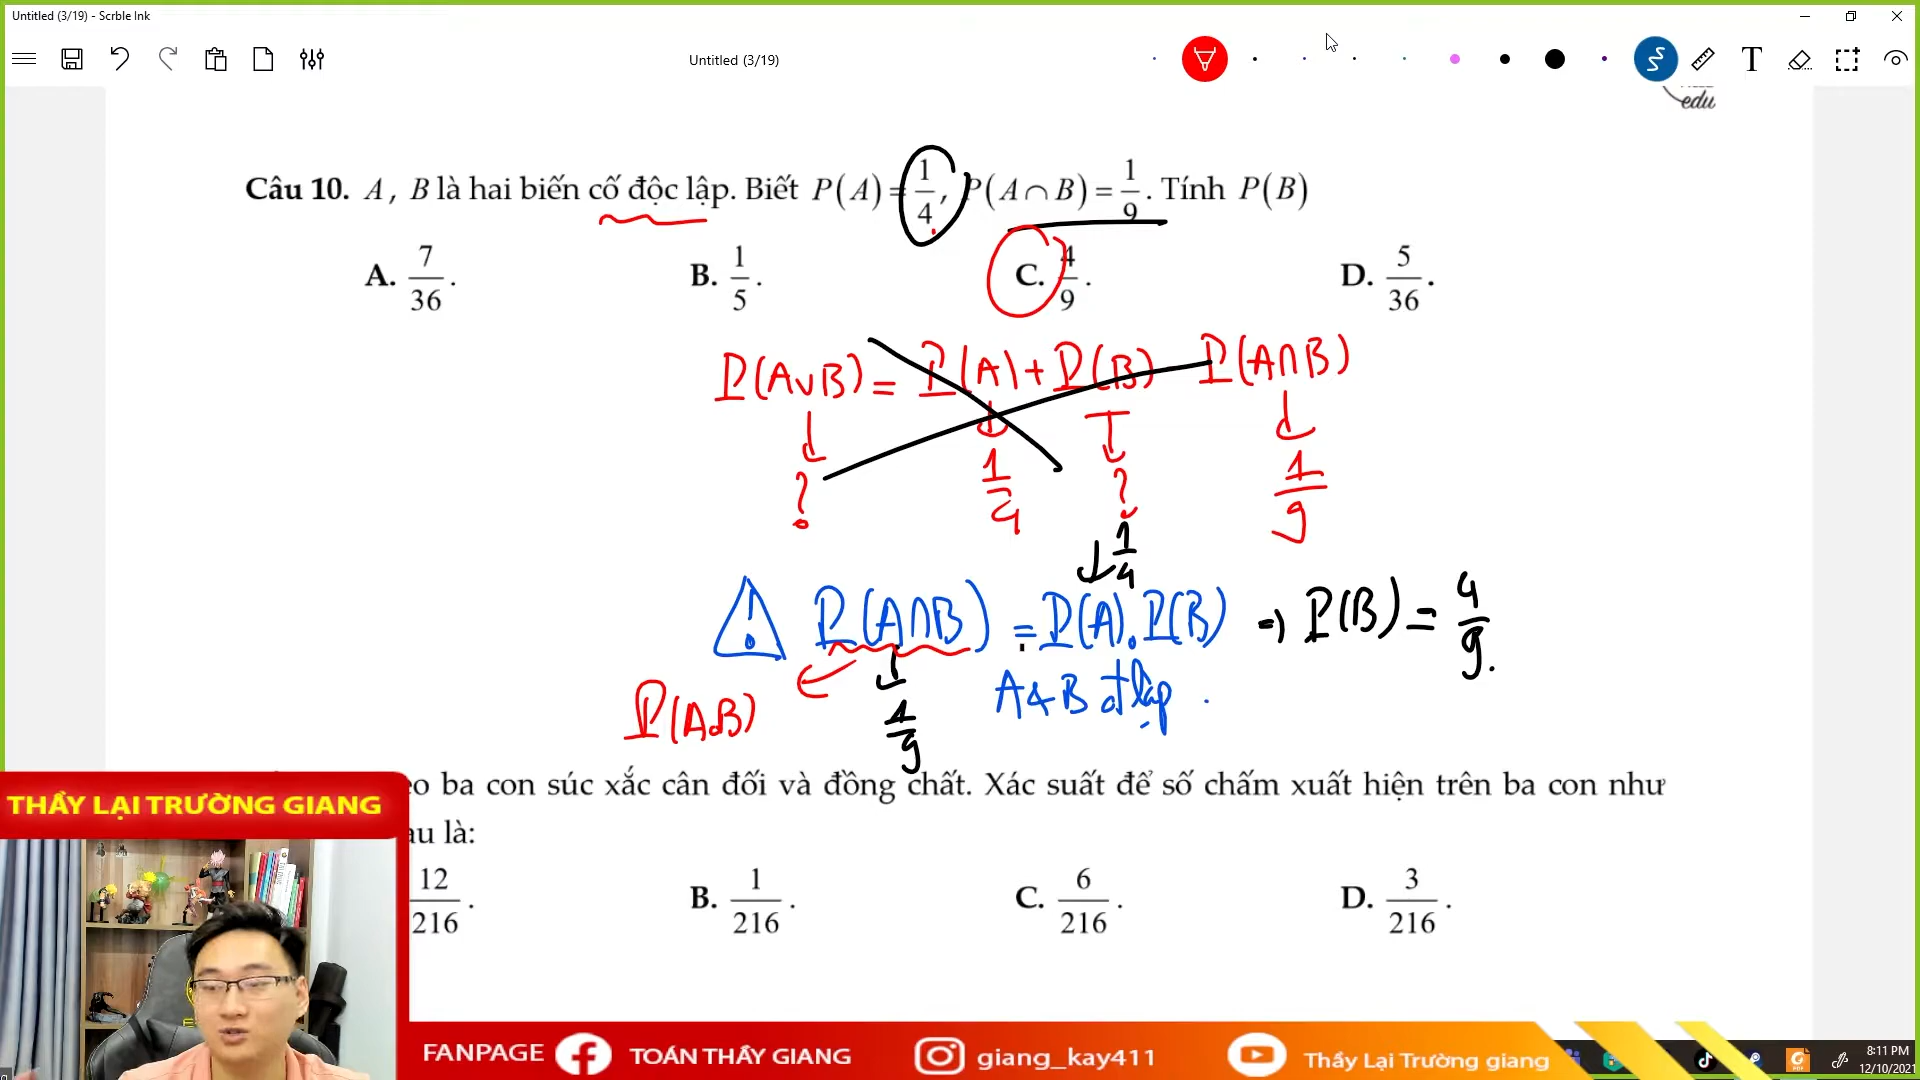 Untitled (3/19) - Scrble Ink
Untitled (3/19)
edu
Câu 10. A, B là hai biến cố độc lập. Biết P(A) = 1/4, P(A∩B) = 1/9. Tính P(B)
A. 7/36. B. 1/5. C. 4/9. D. 5/36.
P(A∪B) = P(A) + P(B) - P(A∩B)
? 1/4 ? 1/9
1/4
! P(A∩B) = P(A).P(B) ⇒ P(B) = 4/9.
P(A.B) 1/9 A & B đ lập.
eo ba con súc xắc cân đối và đồng chất. Xác suất để số chấm xuất hiện trên ba con như
au là:
12/216. B. 1/216. C. 6/216. D. 3/216.
THẦY LẠI TRƯỜNG GIANG
FANPAGE TOÁN THẦY GIANG giang_kay411 Thầy Lại Trường giang
8:11 PM
12/10/2021